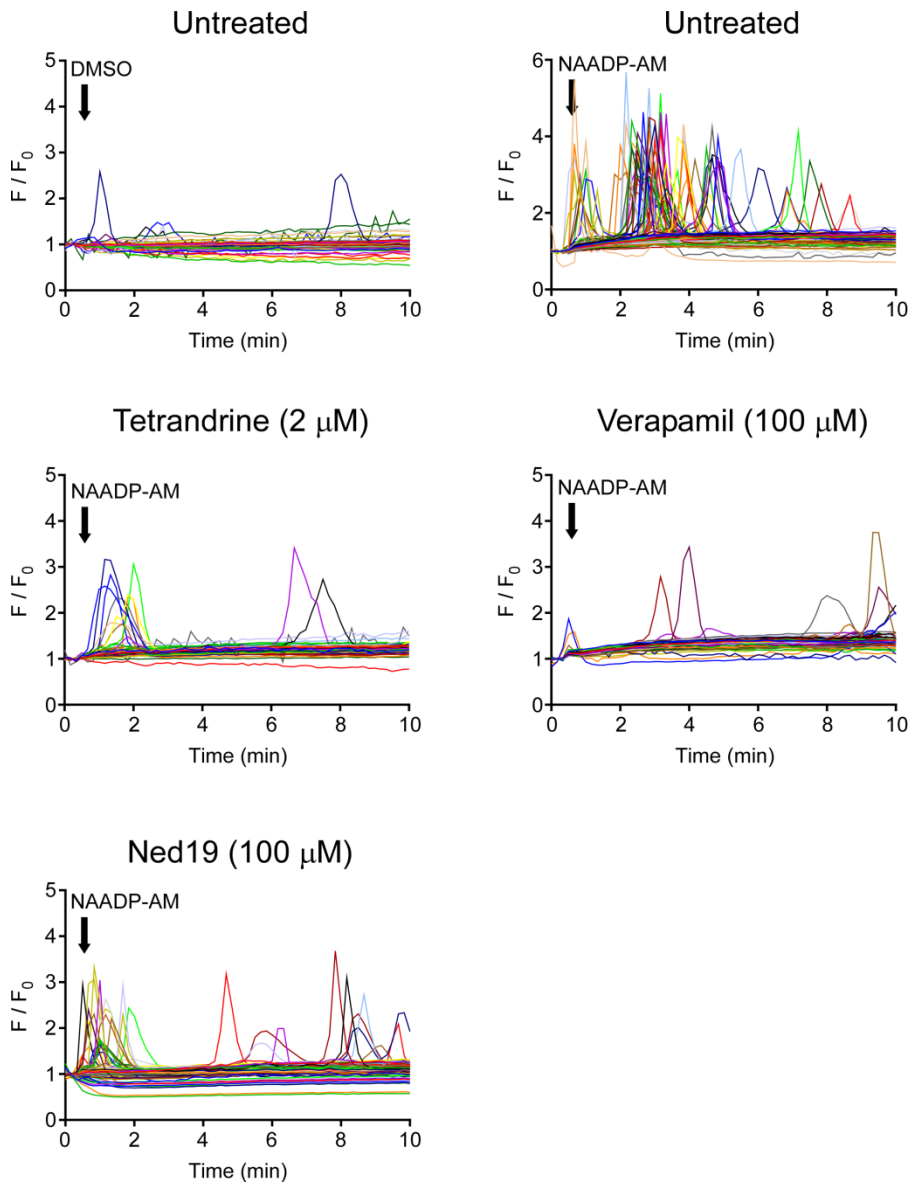 Untreated
DMSO
F / F0
5
4
3
2
1
0
0 2 4 6 8 10
Time (min)
Untreated
NAADP-AM
F / F0
6
4
2
0
0 2 4 6 8 10
Time (min)
Tetrandrine (2 μM)
NAADP-AM
F / F0
5
4
3
2
1
0
0 2 4 6 8 10
Time (min)
Verapamil (100 μM)
NAADP-AM
F / F0
5
4
3
2
1
0
0 2 4 6 8 10
Time (min)
Ned19 (100 μM)
NAADP-AM
F / F0
5
4
3
2
1
0
0 2 4 6 8 10
Time (min)